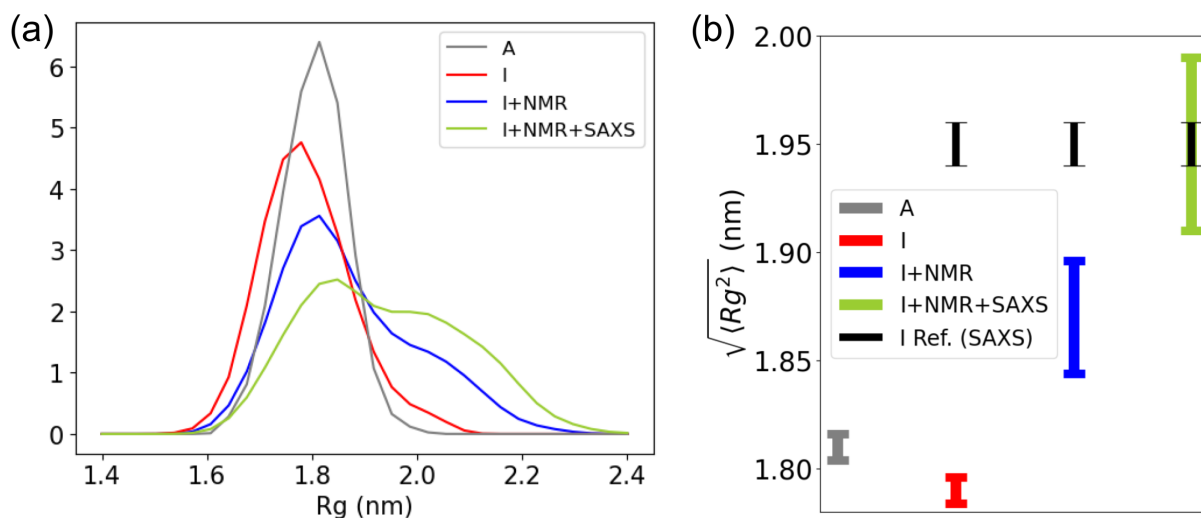 (a)
6
5
4
3
2
1
0
1.4 1.6 1.8 2.0 2.2 2.4
Rg (nm)
A
I
I+NMR
I+NMR+SAXS
(b)
2.00
1.95
1.90
1.85
1.80
√⟨Rg²⟩ (nm)
A
I
I+NMR
I+NMR+SAXS
I Ref. (SAXS)